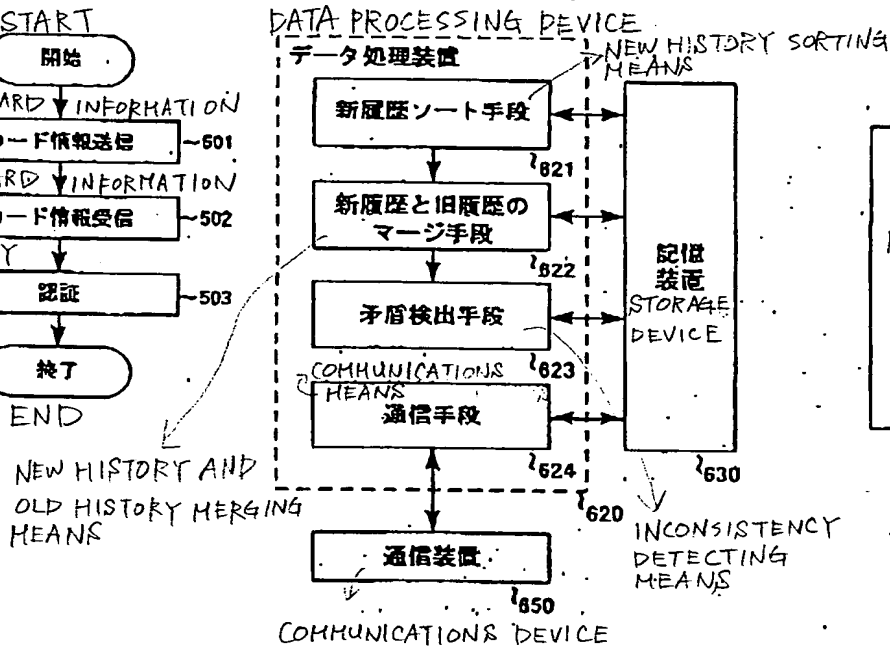 START
開始
ARD INFORMATION
ード情報送信
501
ARD INFORMATION
ード情報受信
502
Y
認証
503
終了
END
DATA PROCESSING DEVICE
データ処理装置
NEW HISTORY SORTING
MEANS
新履歴ソート手段
621
新履歴と旧履歴の
マージ手段
622
矛盾検出手段
623
COMMUNICATIONS
MEANS
通信手段
624
620
記憶
装置
STORAGE
DEVICE
630
NEW HISTORY AND
OLD HISTORY MERGING
MEANS
INCONSISTENCY
DETECTING
MEANS
通信装置
650
COMMUNICATIONS DEVICE